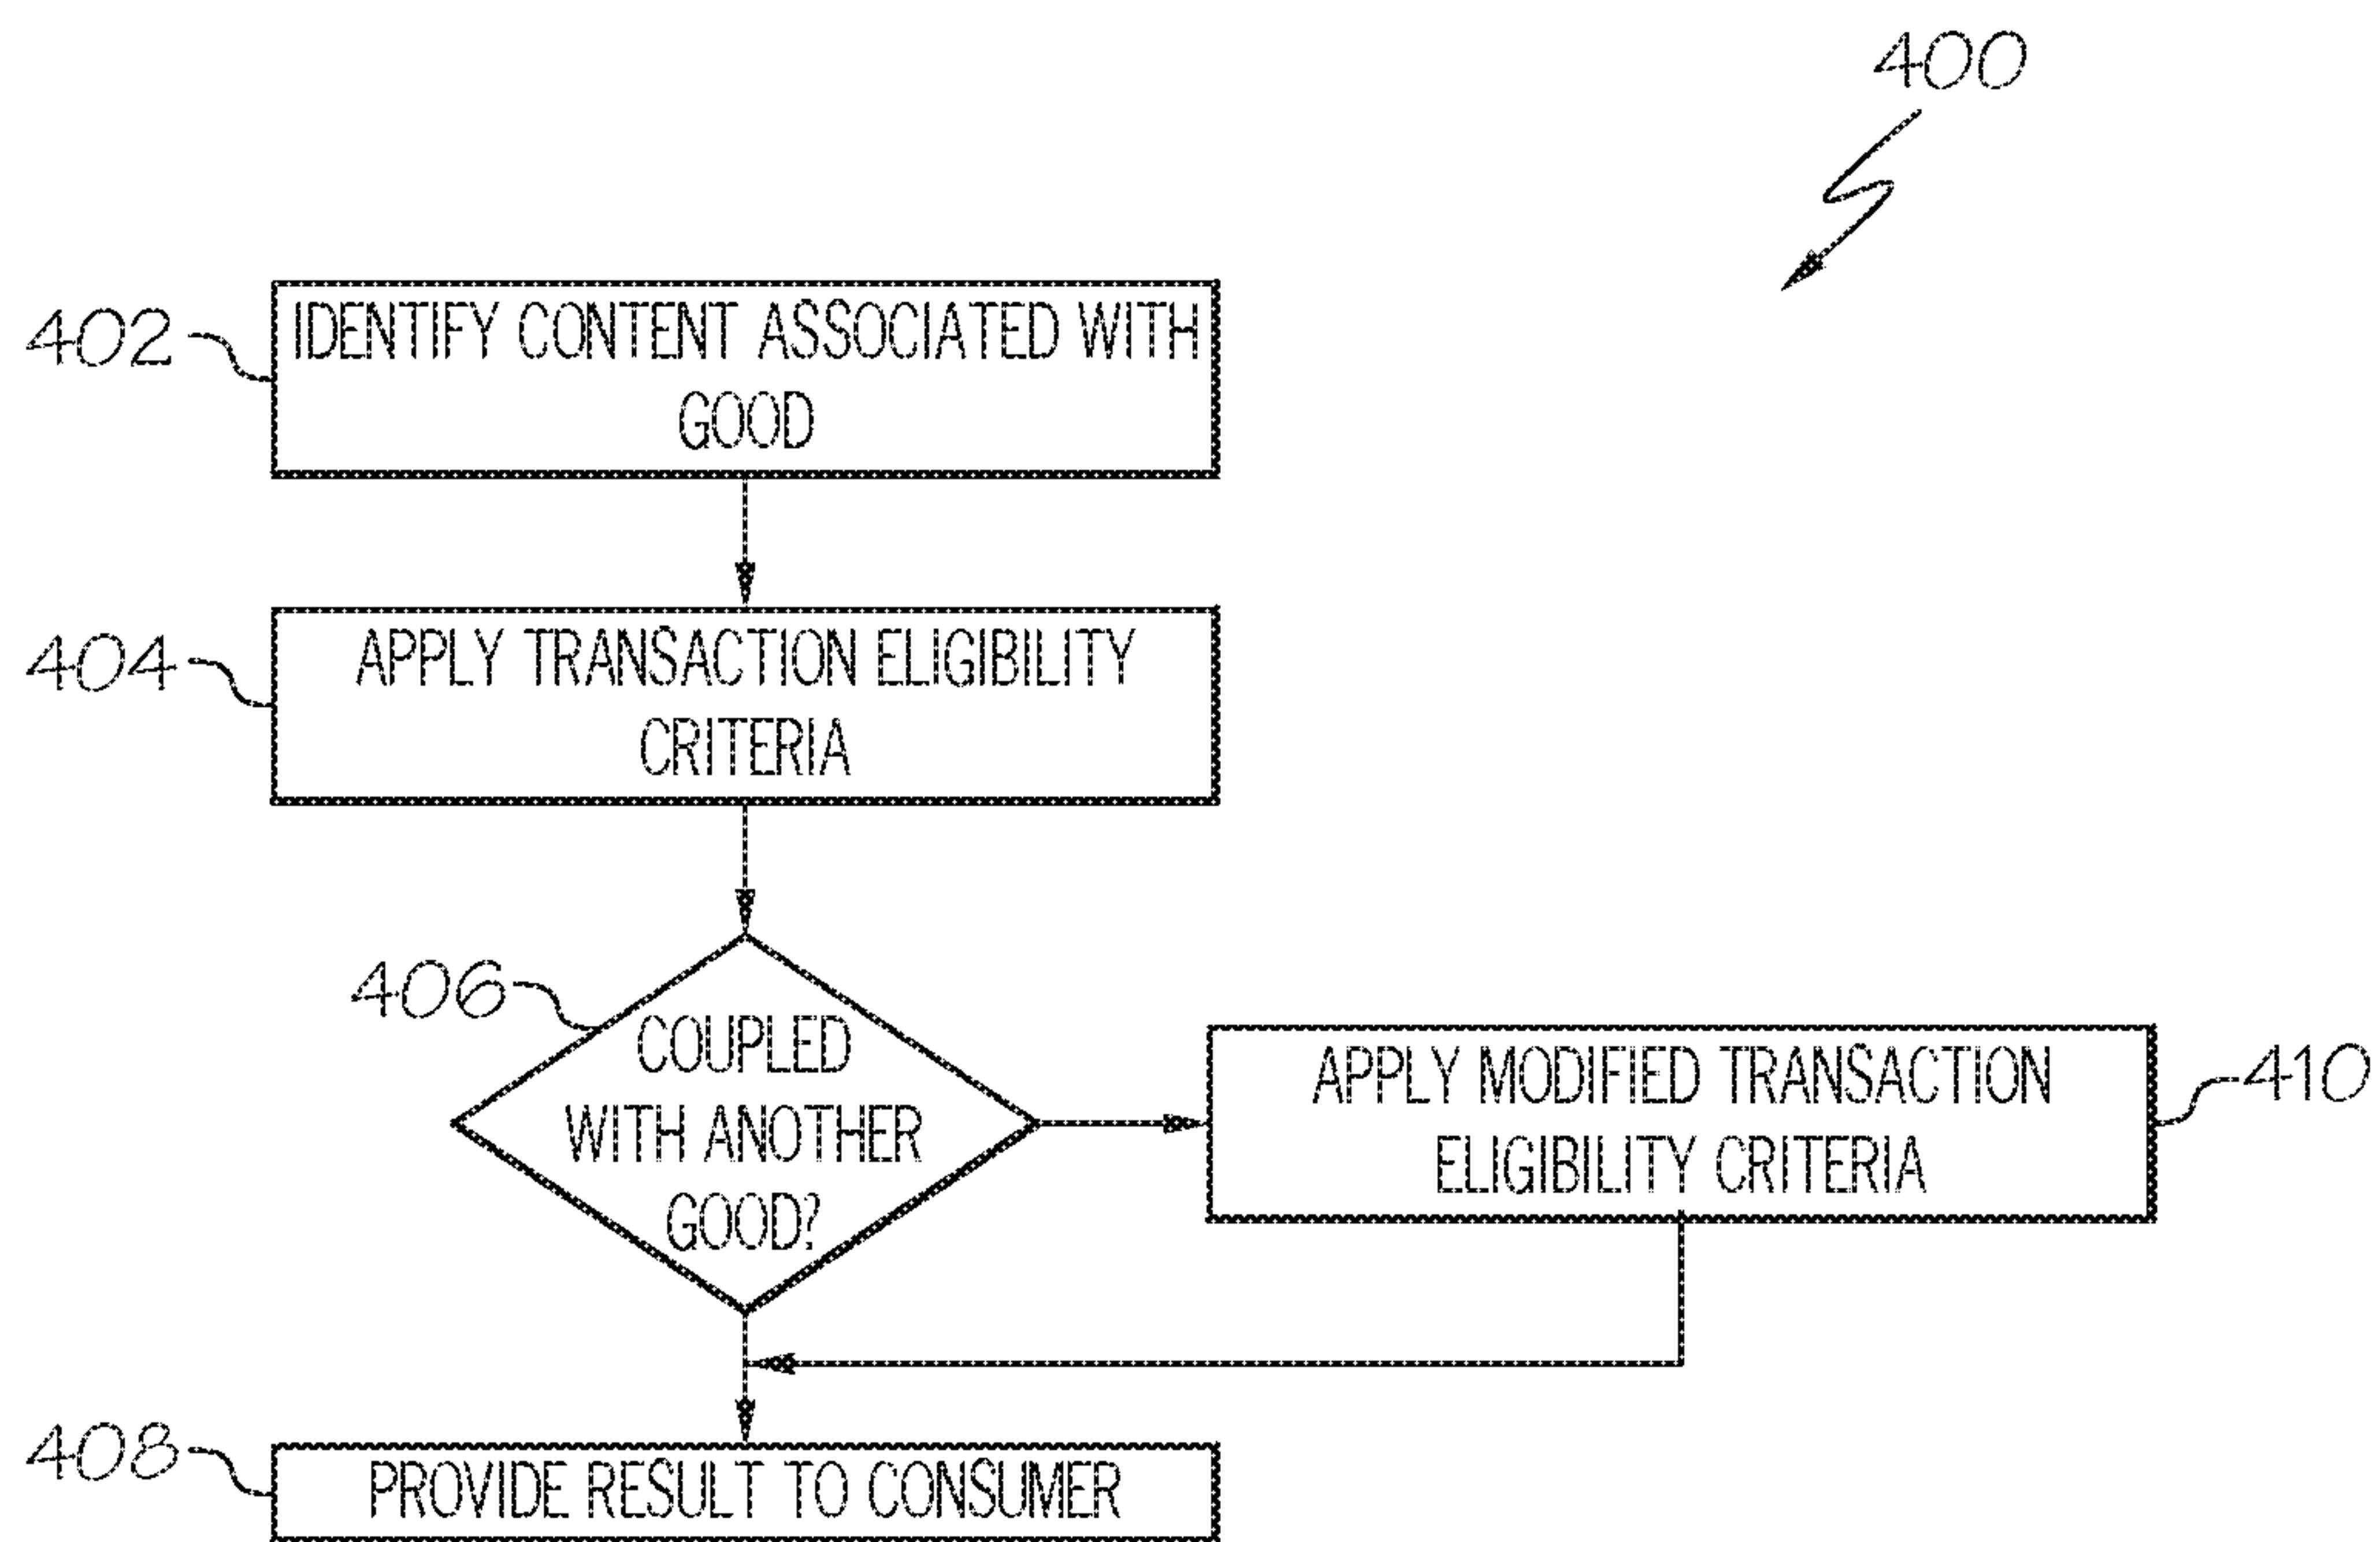 400
402
IDENTIFY CONTENT ASSOCIATED WITH
GOOD
404
APPLY TRANSACTION ELIGIBILITY
CRITERIA
406
COUPLED
WITH ANOTHER
GOOD?
APPLY MODIFIED TRANSACTION
ELIGIBILITY CRITERIA
410
408
PROVIDE RESULT TO CONSUMER